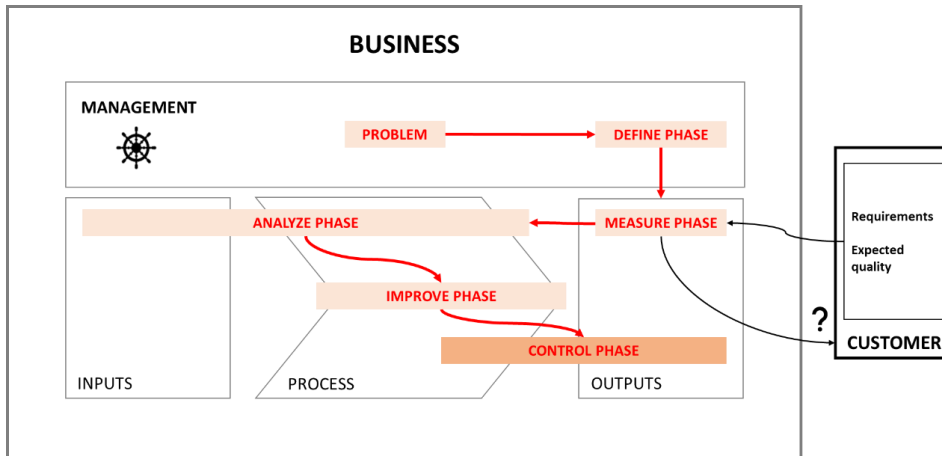 BUSINESS
MANAGEMENT
PROBLEM
DEFINE PHASE
ANALYZE PHASE
MEASURE PHASE
Requirements
Expected
quality
IMPROVE PHASE
?
CUSTOMER
CONTROL PHASE
INPUTS
PROCESS
OUTPUTS